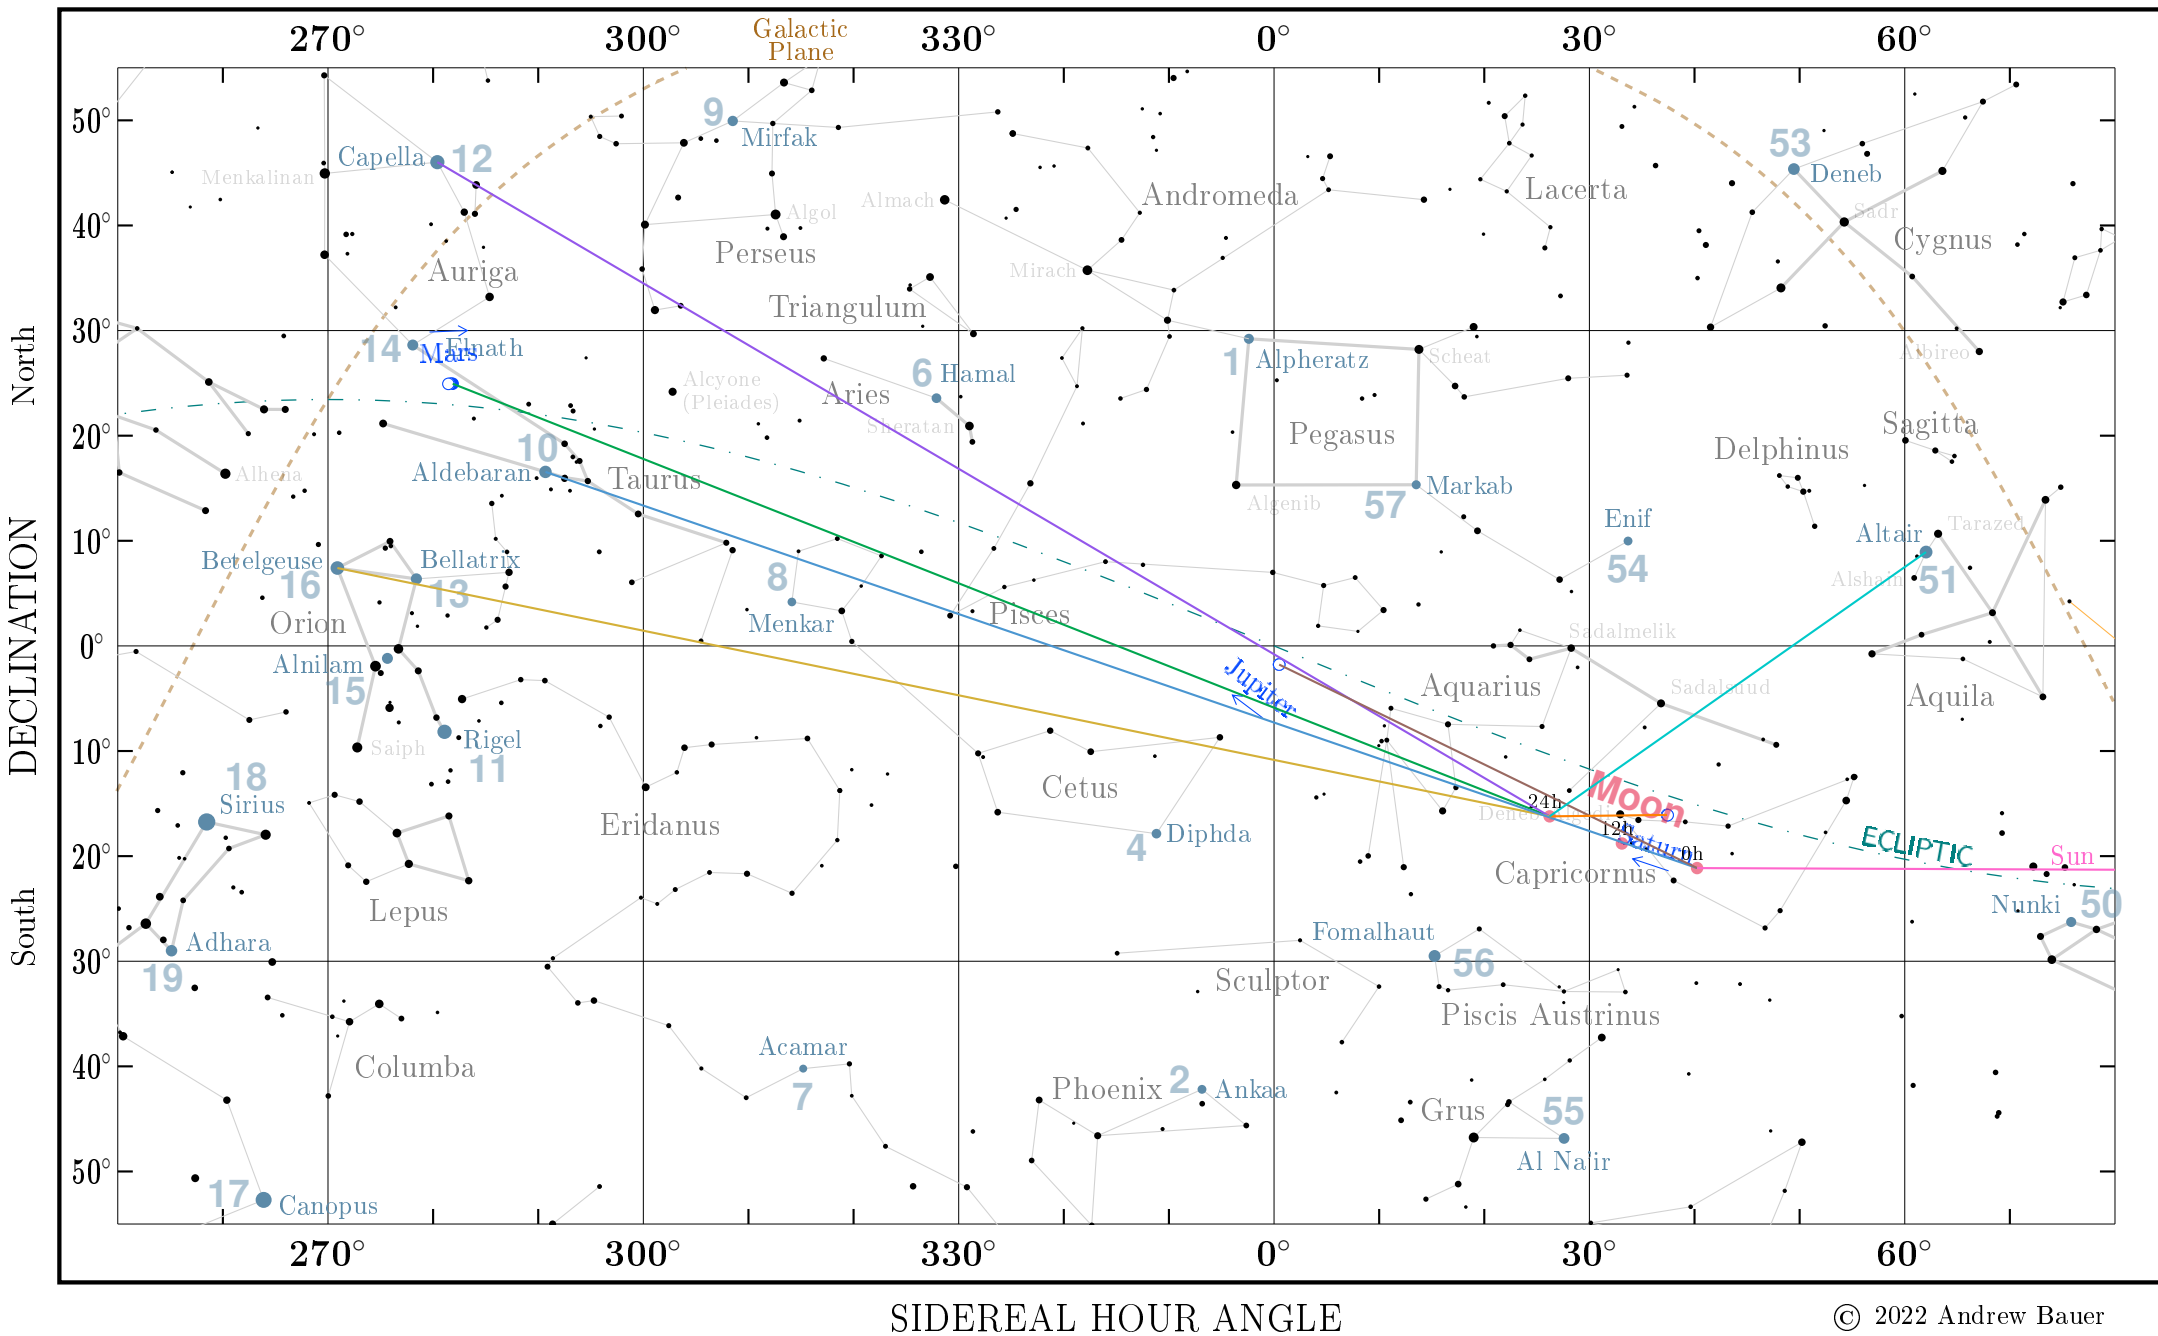 270° 300° 330° 0° 30° 60°
Galactic
Plane
50°
40°
30°
20°
10°
0°
10°
20°
30°
40°
50°
North
DECLINATION
South
9
Mirfak
53
Deneb
Capella 12
Menkalinan
Almach
Andromeda
Lacerta
Algol
Sadr
Perseus
Cygnus
Auriga
Mirach
Triangulum
14 Elnath
Mars
1 Alpheratz
Scheat
Albireo
6 Hamal
Alcyone
(Pleiades)
Aries
Sheratan
Pegasus
Sagitta
Delphinus
10
Aldebaran
Taurus
Alhena
Algenib
57 Markab
Enif
54
Tarazed
Altair
51
Alshain
Betelgeuse
16
Bellatrix
13
8
Menkar
Pisces
Orion
Sadalmelik
Alnilam
15
Jupiter
Aquarius
Sadalsuud
Aquila
Saiph
Rigel
11
18
Sirius
Cetus
Eridanus
4 Diphda
Moon
24h
12h
0h
Saturn
ECLIPTIC
Sun
Capricornus
Nunki 50
Lepus
Adhara
19
Fomalhaut
56
Sculptor
Piscis Austrinus
Columba
Acamar
7
Phoenix
2 Ankaa
Grus
55
Al Na'ir
17 Canopus
270° 300° 330° 0° 30° 60°
SIDEREAL HOUR ANGLE
© 2022 Andrew Bauer